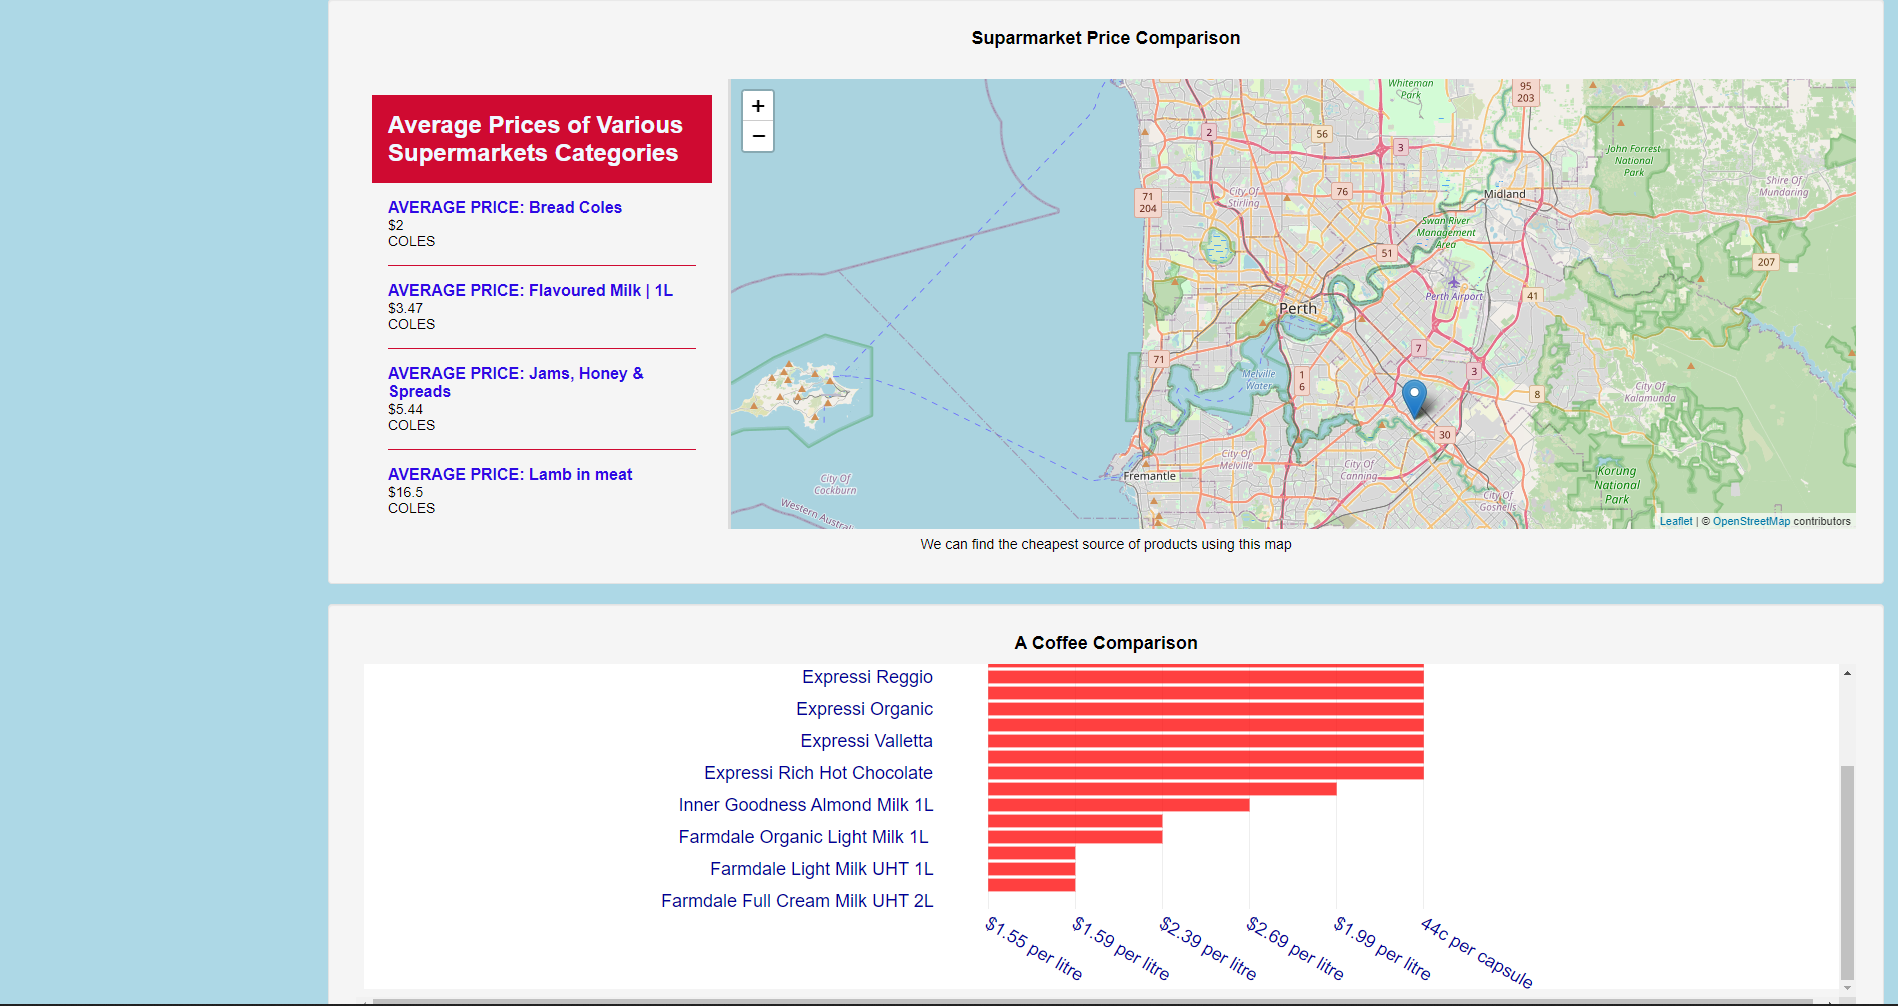 Suparmarket Price Comparison
Average Prices of Various
Supermarkets Categories
AVERAGE PRICE: Bread Coles
$2
COLES
AVERAGE PRICE: Flavoured Milk | 1L
$3.47
COLES
AVERAGE PRICE: Jams, Honey &
Spreads
$5.44
COLES
AVERAGE PRICE: Lamb in meat
$16.5
COLES
+
−
Whiteman
Park
95
203
2
56
3
John Forrest
National
Park
Shire Of
Mundaring
71
204
City Of
Stirling
76
Midland
Swan River
Management
Area
51
207
Perth Airport
41
Perth
71
7
Melville
Water
1
6
3
8
City Of
Kalamunda
30
City Of
Melville
City Of
Canning
Fremantle
City Of
Cockburn
Korung
National
Park
City Of
Gosnells
Western Austral
Leaflet | © OpenStreetMap contributors
We can find the cheapest source of products using this map
A Coffee Comparison
Expressi Reggio
Expressi Organic
Expressi Valletta
Expressi Rich Hot Chocolate
Inner Goodness Almond Milk 1L
Farmdale Organic Light Milk 1L
Farmdale Light Milk UHT 1L
Farmdale Full Cream Milk UHT 2L
$1.55 per litre
$1.59 per litre
$2.39 per litre
$2.69 per litre
$1.99 per litre
44c per capsule